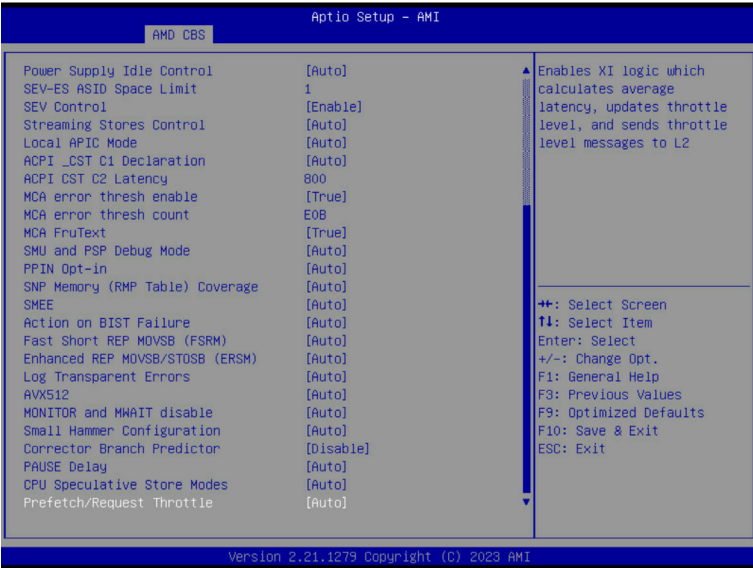 Aptio Setup – AMI
AMD CBS
Power Supply Idle Control [Auto]
SEV-ES ASID Space Limit 1
SEV Control [Enable]
Streaming Stores Control [Auto]
Local APIC Mode [Auto]
ACPI _CST C1 Declaration [Auto]
ACPI CST C2 Latency 800
MCA error thresh enable [True]
MCA error thresh count E0B
MCA FruText [True]
SMU and PSP Debug Mode [Auto]
PPIN Opt-in [Auto]
SNP Memory (RMP Table) Coverage [Auto]
SMEE [Auto]
Action on BIST Failure [Auto]
Fast Short REP MOVSB (FSRM) [Auto]
Enhanced REP MOVSB/STOSB (ERSM) [Auto]
Log Transparent Errors [Auto]
AVX512 [Auto]
MONITOR and MWAIT disable [Auto]
Small Hammer Configuration [Auto]
Corrector Branch Predictor [Disable]
PAUSE Delay [Auto]
CPU Speculative Store Modes [Auto]
Prefetch/Request Throttle [Auto]
Enables XI logic which
calculates average
latency, updates throttle
level, and sends throttle
level messages to L2
→←: Select Screen
↑↓: Select Item
Enter: Select
+/-: Change Opt.
F1: General Help
F3: Previous Values
F9: Optimized Defaults
F10: Save & Exit
ESC: Exit
Version 2.21.1279 Copyright (C) 2023 AMI